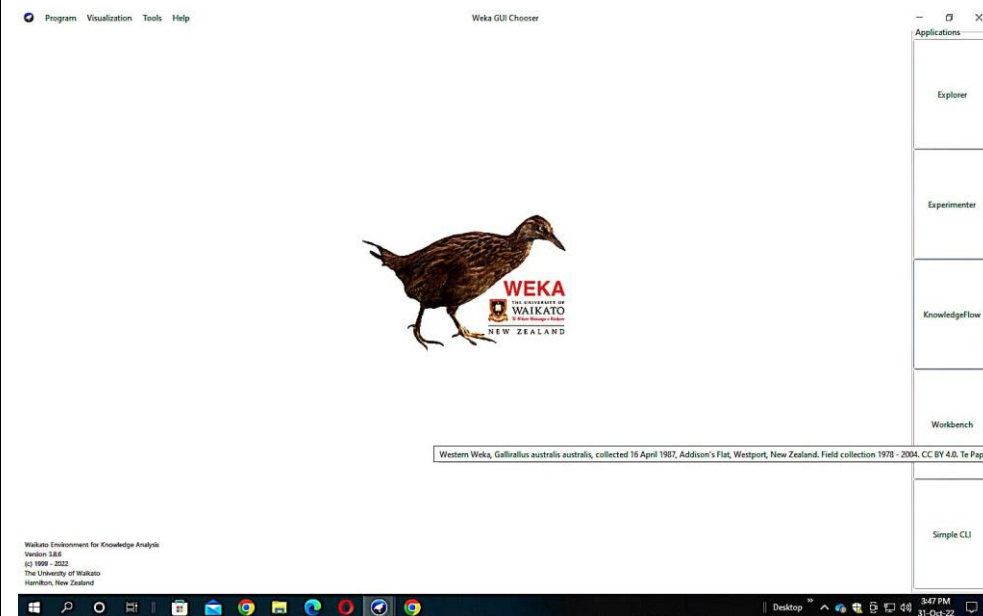 Program Visualization Tools Help
Weka GUI Chooser
Applications
Explorer
Experimenter
KnowledgeFlow
WEKA
THE UNIVERSITY OF
WAIKATO
NEW ZEALAND
Workbench
Western Weka, Gallirallus australis australis, collected 16 April 1987, Addison's Flat, Westport, New Zealand. Field collection 1978 - 2004. CC BY 4.0. Te Pap
Simple CLI
Waikato Environment for Knowledge Analysis
Version 3.8.6
(c) 1999 - 2022
The University of Waikato
Hamilton, New Zealand
Desktop
3:47 PM
31-Oct-22